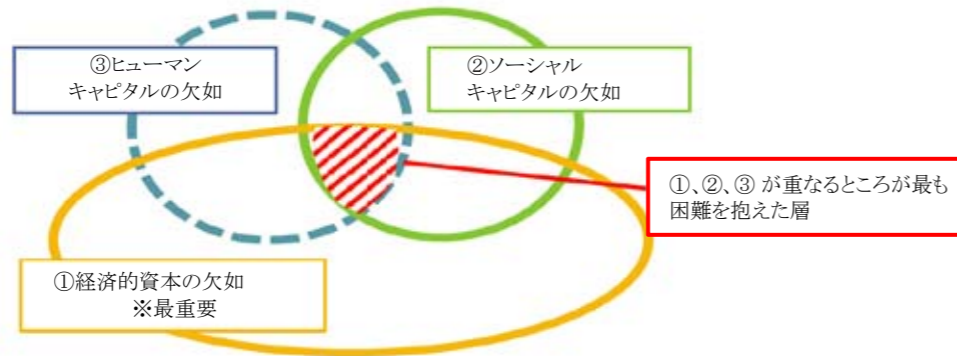 ③ヒューマン
キャピタルの欠如
②ソーシャル
キャピタルの欠如
①、②、③ が重なるところが最も
困難を抱えた層
①経済的資本の欠如
※最重要